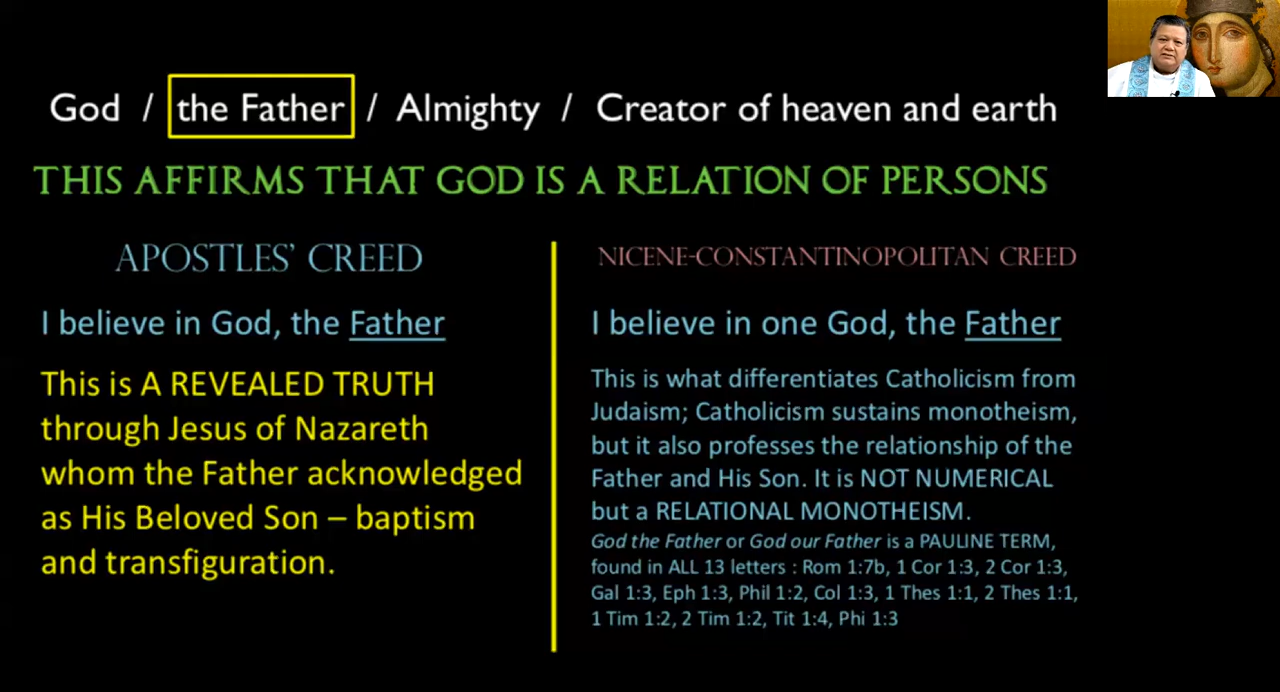 God / the Father / Almighty / Creator of heaven and earth
THIS AFFIRMS THAT GOD IS A RELATION OF PERSONS
APOSTLES’ CREED
I believe in God, the Father
This is A REVEALED TRUTH
through Jesus of Nazareth
whom the Father acknowledged
as His Beloved Son – baptism
and transfiguration.
NICENE-CONSTANTINOPOLITAN CREED
I believe in one God, the Father
This is what differentiates Catholicism from
Judaism; Catholicism sustains monotheism,
but it also professes the relationship of the
Father and His Son. It is NOT NUMERICAL
but a RELATIONAL MONOTHEISM.
God the Father or God our Father is a PAULINE TERM,
found in ALL 13 letters : Rom 1:7b, 1 Cor 1:3, 2 Cor 1:3,
Gal 1:3, Eph 1:3, Phil 1:2, Col 1:3, 1 Thes 1:1, 2 Thes 1:1,
1 Tim 1:2, 2 Tim 1:2, Tit 1:4, Phi 1:3